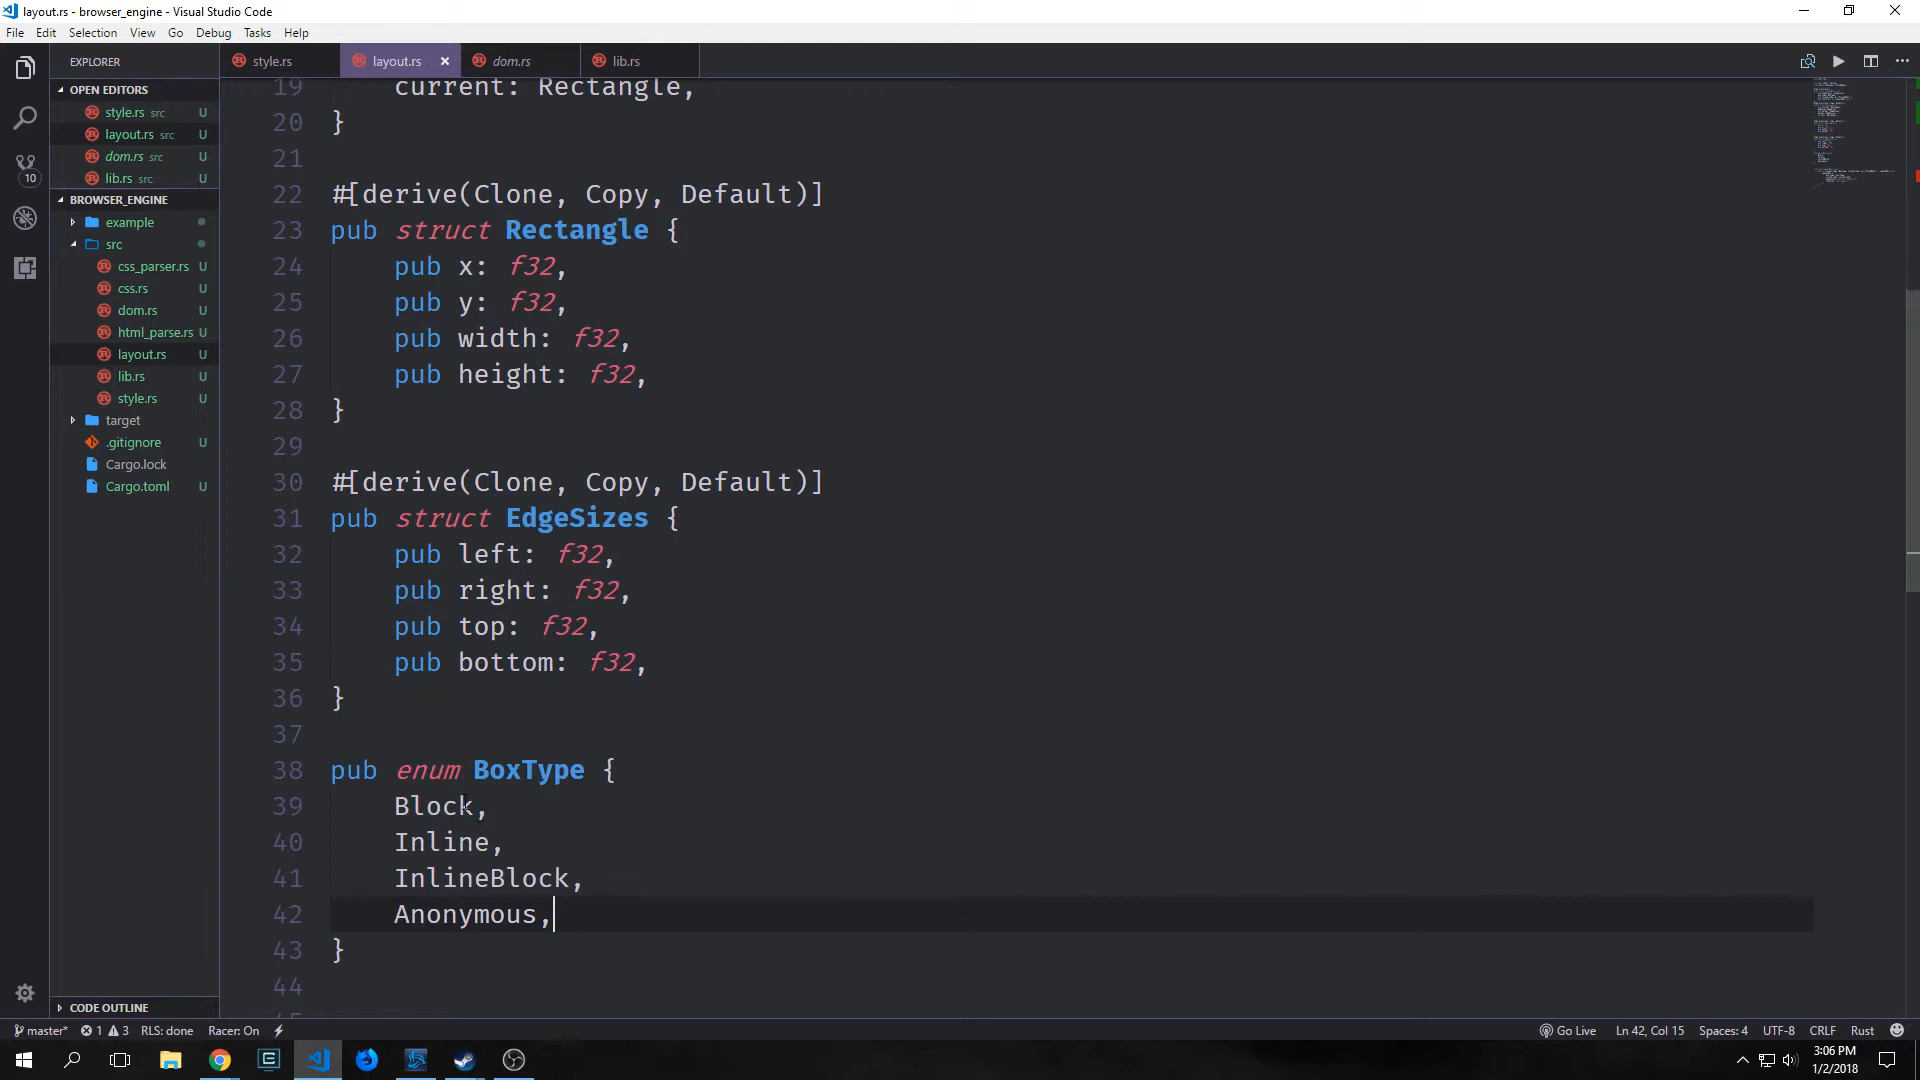 layout.rs - browser_engine - Visual Studio Code
File Edit Selection View Go Debug Tasks Help
EXPLORER
style.rs
layout.rs ×
dom.rs
lib.rs
OPEN EDITORS
style.rs src U
layout.rs src U
dom.rs src U
lib.rs src U
BROWSER_ENGINE
example
src
css_parser.rs U
css.rs U
dom.rs U
html_parse.rs U
layout.rs U
lib.rs U
style.rs U
target
.gitignore U
Cargo.lock
Cargo.toml U
CODE OUTLINE
10
19 current: Rectangle,
20 }
21
22 #[derive(Clone, Copy, Default)]
23 pub struct Rectangle {
24 pub x: f32,
25 pub y: f32,
26 pub width: f32,
27 pub height: f32,
28 }
29
30 #[derive(Clone, Copy, Default)]
31 pub struct EdgeSizes {
32 pub left: f32,
33 pub right: f32,
34 pub top: f32,
35 pub bottom: f32,
36 }
37
38 pub enum BoxType {
39 Block,
40 Inline,
41 InlineBlock,
42 Anonymous,
43 }
44
master* 1 3 RLS: done Racer: On Go Live Ln 42, Col 15 Spaces: 4 UTF-8 CRLF Rust
3:06 PM
1/2/2018